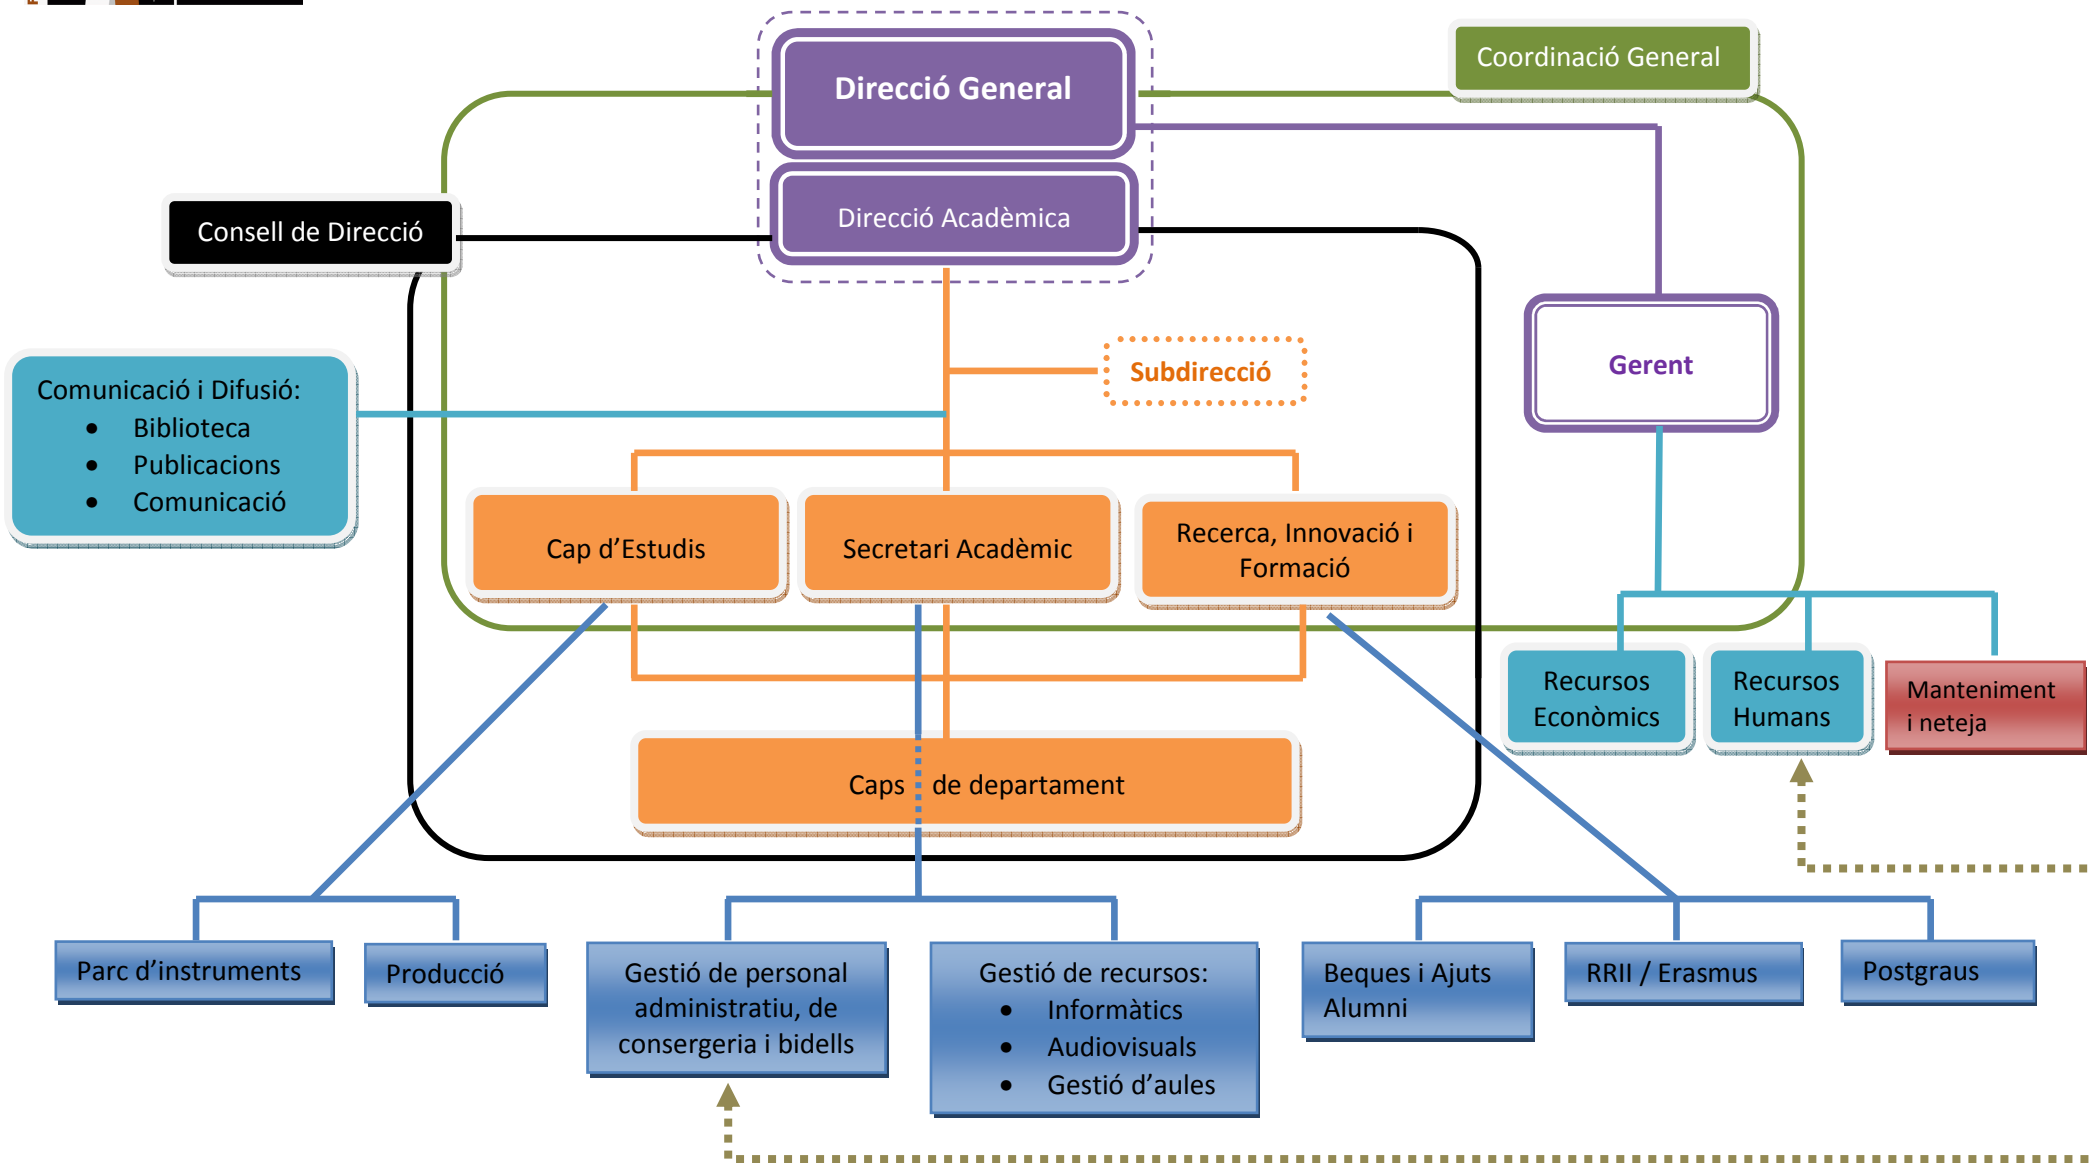 Direcció General
Coordinació General
Direcció Acadèmica
Consell de Direcció
Subdirecció
Gerent
Comunicació i Difusió:
• Biblioteca
• Publicacions
• Comunicació
Cap d’Estudis
Secretari Acadèmic
Recerca, Innovació i
Formació
Recursos
Econòmics
Recursos
Humans
Manteniment
i neteja
Caps de departament
Parc d’instruments
Producció
Gestió de personal
administratiu, de
consergeria i bidells
Gestió de recursos:
• Informàtics
• Audiovisuals
• Gestió d’aules
Beques i Ajuts
Alumni
RRII / Erasmus
Postgraus